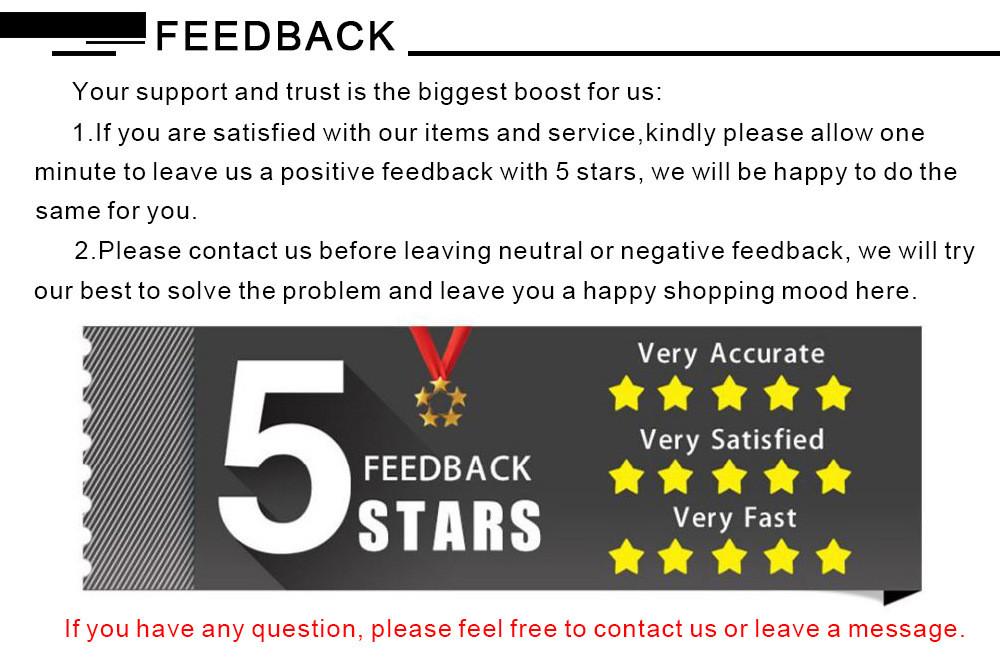 FEEDBACK
Your support and trust is the biggest boost for us:
1.If you are satisfied with our items and service,kindly please allow one
minute to leave us a positive feedback with 5 stars, we will be happy to do the
same for you.
2.Please contact us before leaving neutral or negative feedback, we will try
our best to solve the problem and leave you a happy shopping mood here.
5
FEEDBACK
STARS
Very Accurate
Very Satisfied
Very Fast
If you have any question, please feel free to contact us or leave a message.